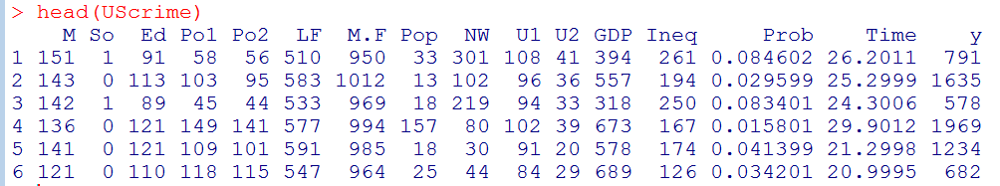 > head(UScrime)
M So Ed Po1 Po2 LF M.F Pop NW U1 U2 GDP Ineq Prob Time y
1 151 1 91 58 56 510 950 33 301 108 41 394 261 0.084602 26.2011 791
2 143 0 113 103 95 583 1012 13 102 96 36 557 194 0.029599 25.2999 1635
3 142 1 89 45 44 533 969 18 219 94 33 318 250 0.083401 24.3006 578
4 136 0 121 149 141 577 994 157 80 102 39 673 167 0.015801 29.9012 1969
5 141 0 121 109 101 591 985 18 30 91 20 578 174 0.041399 21.2998 1234
6 121 0 110 118 115 547 964 25 44 84 29 689 126 0.034201 20.9995 682